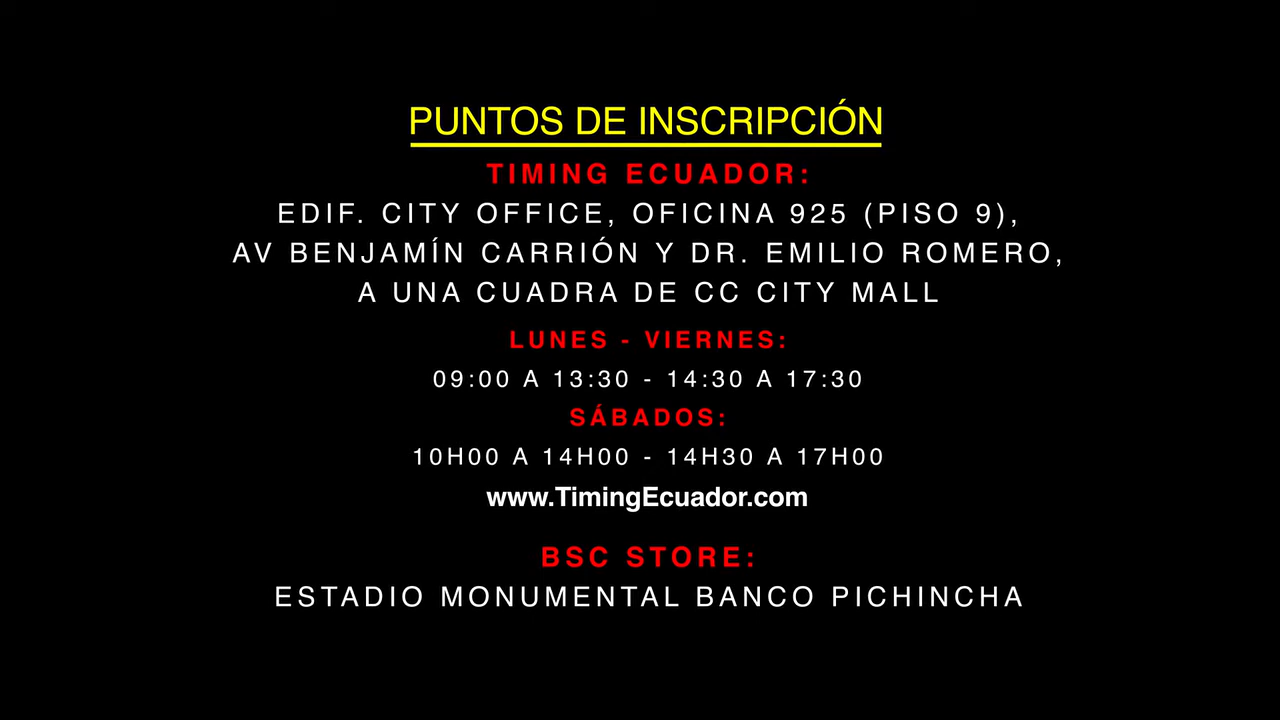 PUNTOS DE INSCRIPCIÓN
TIMING ECUADOR:
EDIF. CITY OFFICE, OFICINA 925 (PISO 9),
AV BENJAMÍN CARRIÓN Y DR. EMILIO ROMERO,
A UNA CUADRA DE CC CITY MALL
LUNES - VIERNES:
09:00 A 13:30 - 14:30 A 17:30
SÁBADOS:
10H00 A 14H00 - 14H30 A 17H00
www.TimingEcuador.com
BSC STORE:
ESTADIO MONUMENTAL BANCO PICHINCHA